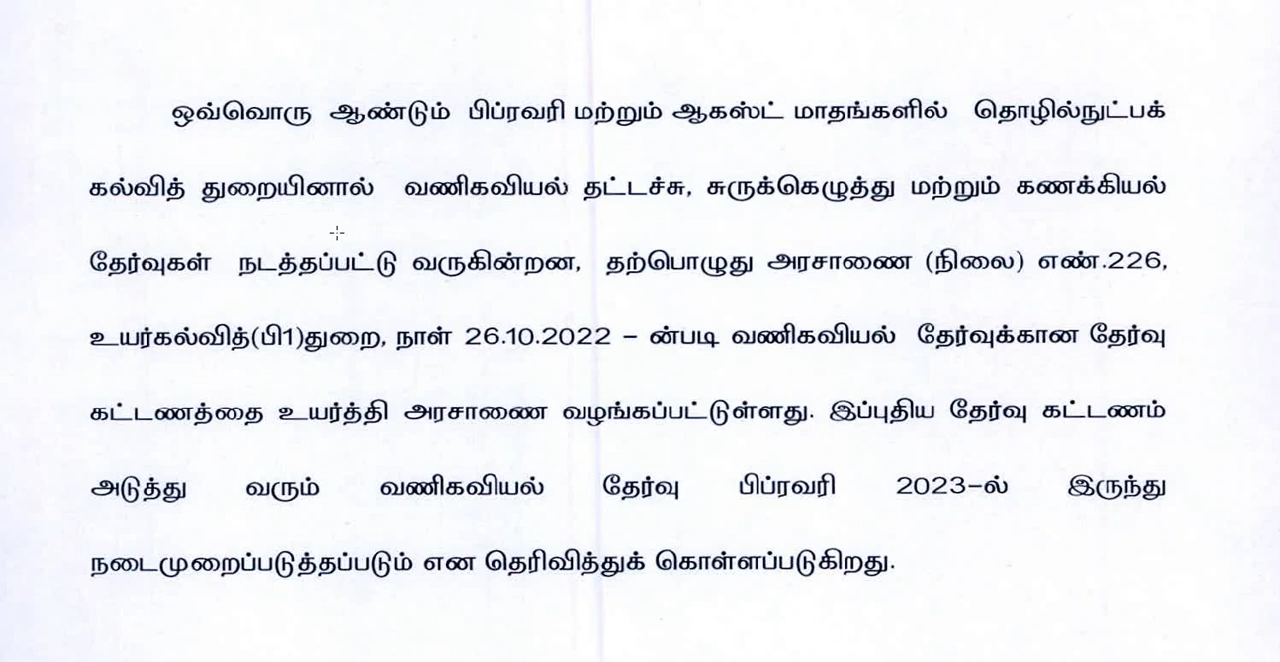 ஒவ்வொரு ஆண்டும் பிப்ரவரி மற்றும் ஆகஸ்ட் மாதங்களில் தொழில்நுட்பக்
கல்வித் துறையினால் வணிகவியல் தட்டச்சு, சுருக்கெழுத்து மற்றும் கணக்கியல்
தேர்வுகள் நடத்தப்பட்டு வருகின்றன, தற்பொழுது அரசாணை (நிலை) எண்.226,
உயர்கல்வித்(பி1)துறை, நாள் 26.10.2022 – ன்படி வணிகவியல் தேர்வுக்கான தேர்வு
கட்டணத்தை உயர்த்தி அரசாணை வழங்கப்பட்டுள்ளது. இப்புதிய தேர்வு கட்டணம்
அடுத்து வரும் வணிகவியல் தேர்வு பிப்ரவரி 2023–ல் இருந்து
நடைமுறைப்படுத்தப்படும் என தெரிவித்துக் கொள்ளப்படுகிறது.